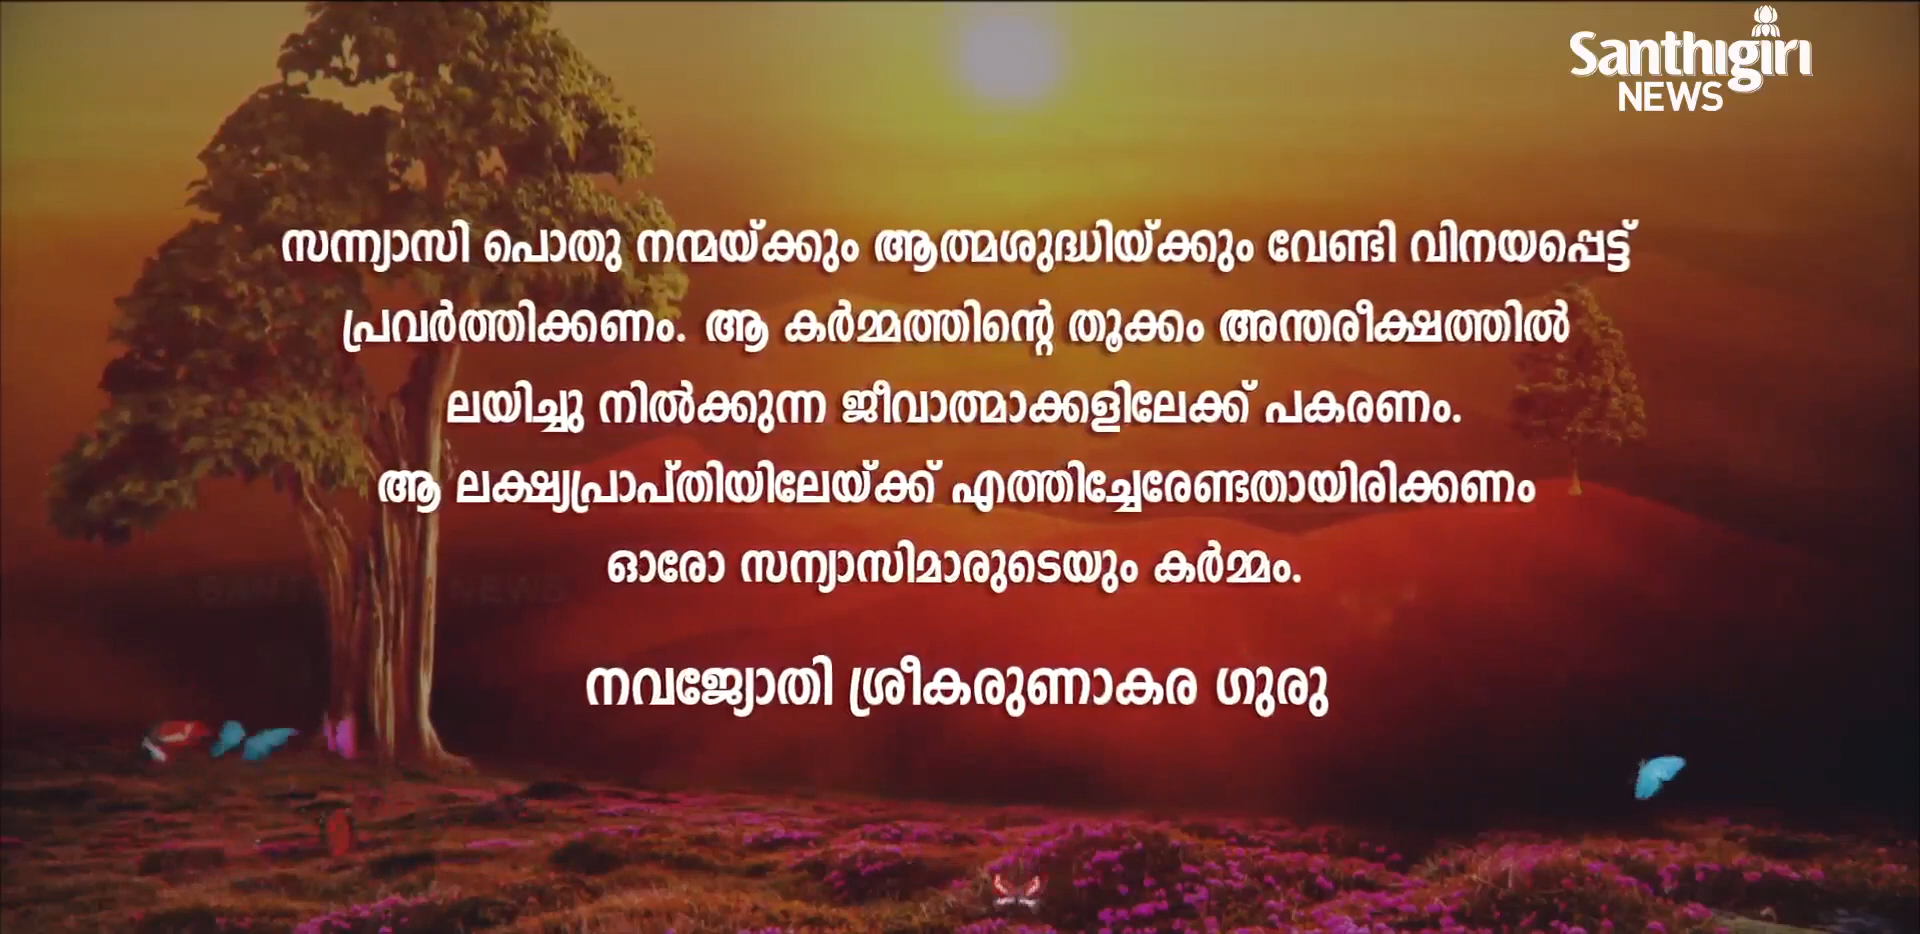 Santhigiri
NEWS
സന്ന്യാസി പൊതു നന്മയ്ക്കും ആത്മശുദ്ധിയ്ക്കും വേണ്ടി വിനയപ്പെട്ട്
പ്രവർത്തിക്കണം. ആ കർമ്മത്തിന്റെ തൂക്കം അന്തരീക്ഷത്തിൽ
ലയിച്ചു നിൽക്കുന്ന ജീവാത്മാക്കളിലേക്ക് പകരണം.
ആ ലക്ഷ്യപ്രാപ്തിയിലേയ്ക്ക് എത്തിച്ചേരേണ്ടതായിരിക്കണം
ഓരോ സന്യാസിമാരുടെയും കർമ്മം.
നവജ്യോതി ശ്രീകരുണാകര ഗുരു